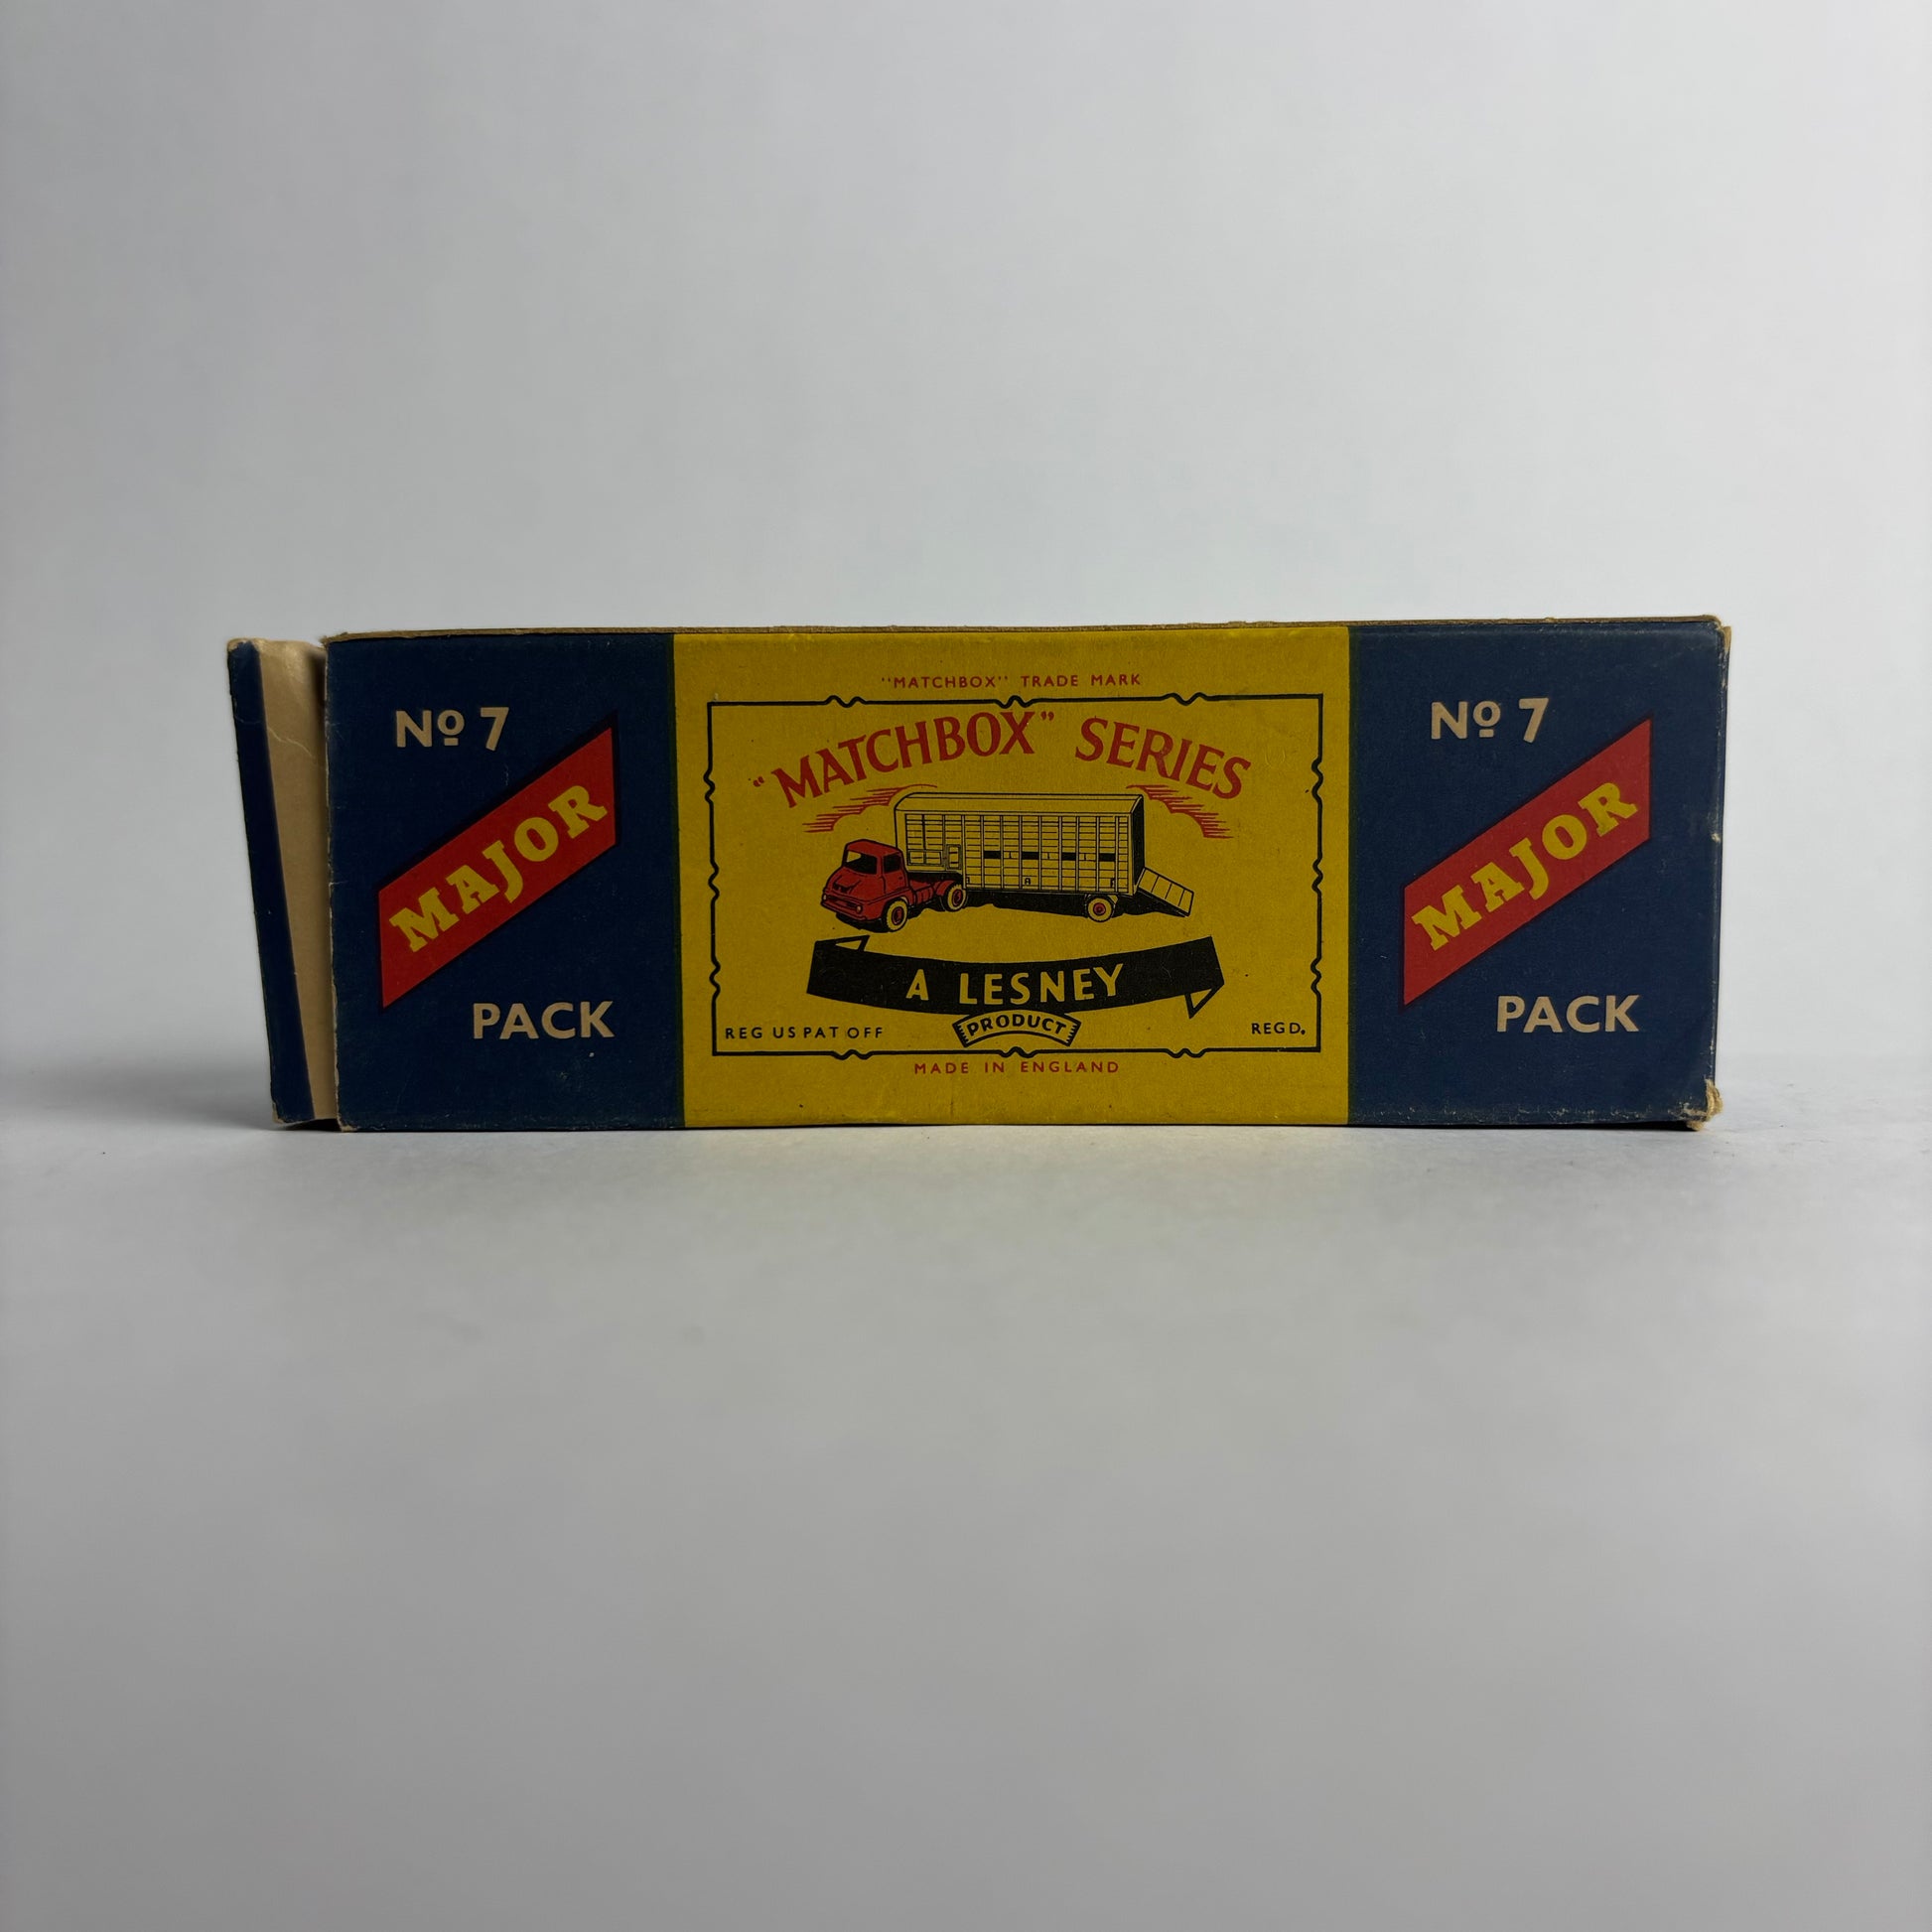 Nº 7
MAJOR
PACK
"MATCHBOX" TRADE MARK
"MATCHBOX" SERIES
A LESNEY
PRODUCT
REG US PAT OFF
REGD.
MADE IN ENGLAND
Nº 7
MAJOR
PACK